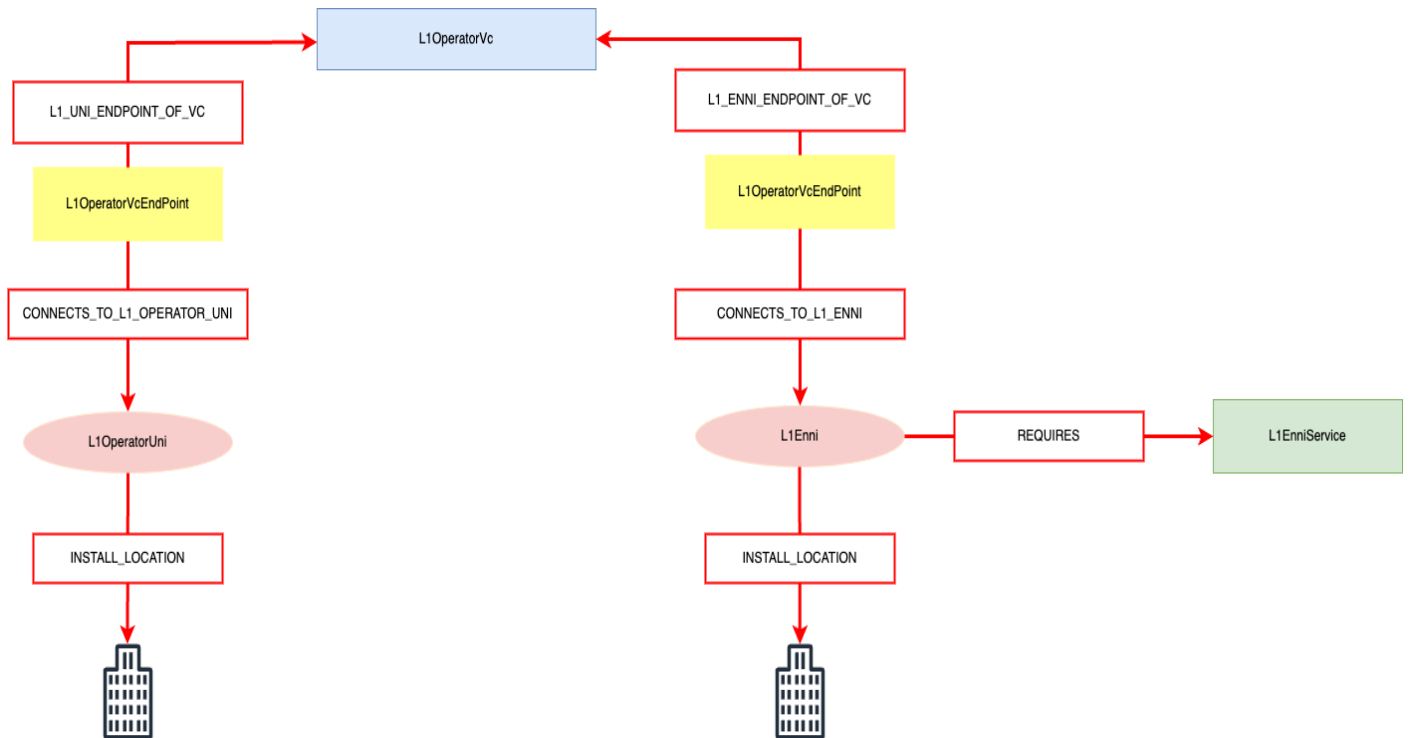 L1OperatorVc
L1_UNI_ENDPOINT_OF_VC
L1_ENNI_ENDPOINT_OF_VC
L1OperatorVcEndPoint
L1OperatorVcEndPoint
CONNECTS_TO_L1_OPERATOR_UNI
CONNECTS_TO_L1_ENNI
L1OperatorUni
L1Enni
REQUIRES
L1EnniService
INSTALL_LOCATION
INSTALL_LOCATION